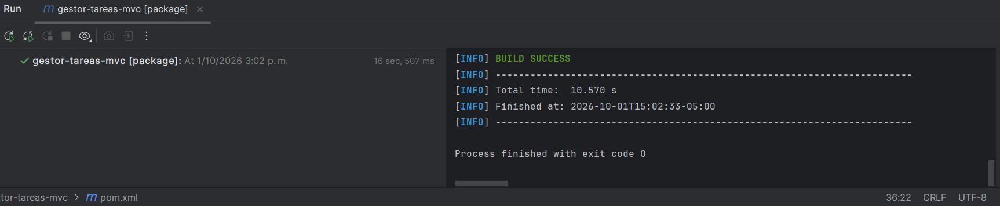 Run m gestor-tareas-mvc [package] ×
gestor-tareas-mvc [package]: At 1/10/2026 3:02 p. m. 16 sec, 507 ms
[INFO] BUILD SUCCESS
[INFO] ------------------------------------------------------------------------
[INFO] Total time:  10.570 s
[INFO] Finished at: 2026-10-01T15:02:33-05:00
[INFO] ------------------------------------------------------------------------
Process finished with exit code 0
tor-tareas-mvc > m pom.xml 36:22 CRLF UTF-8